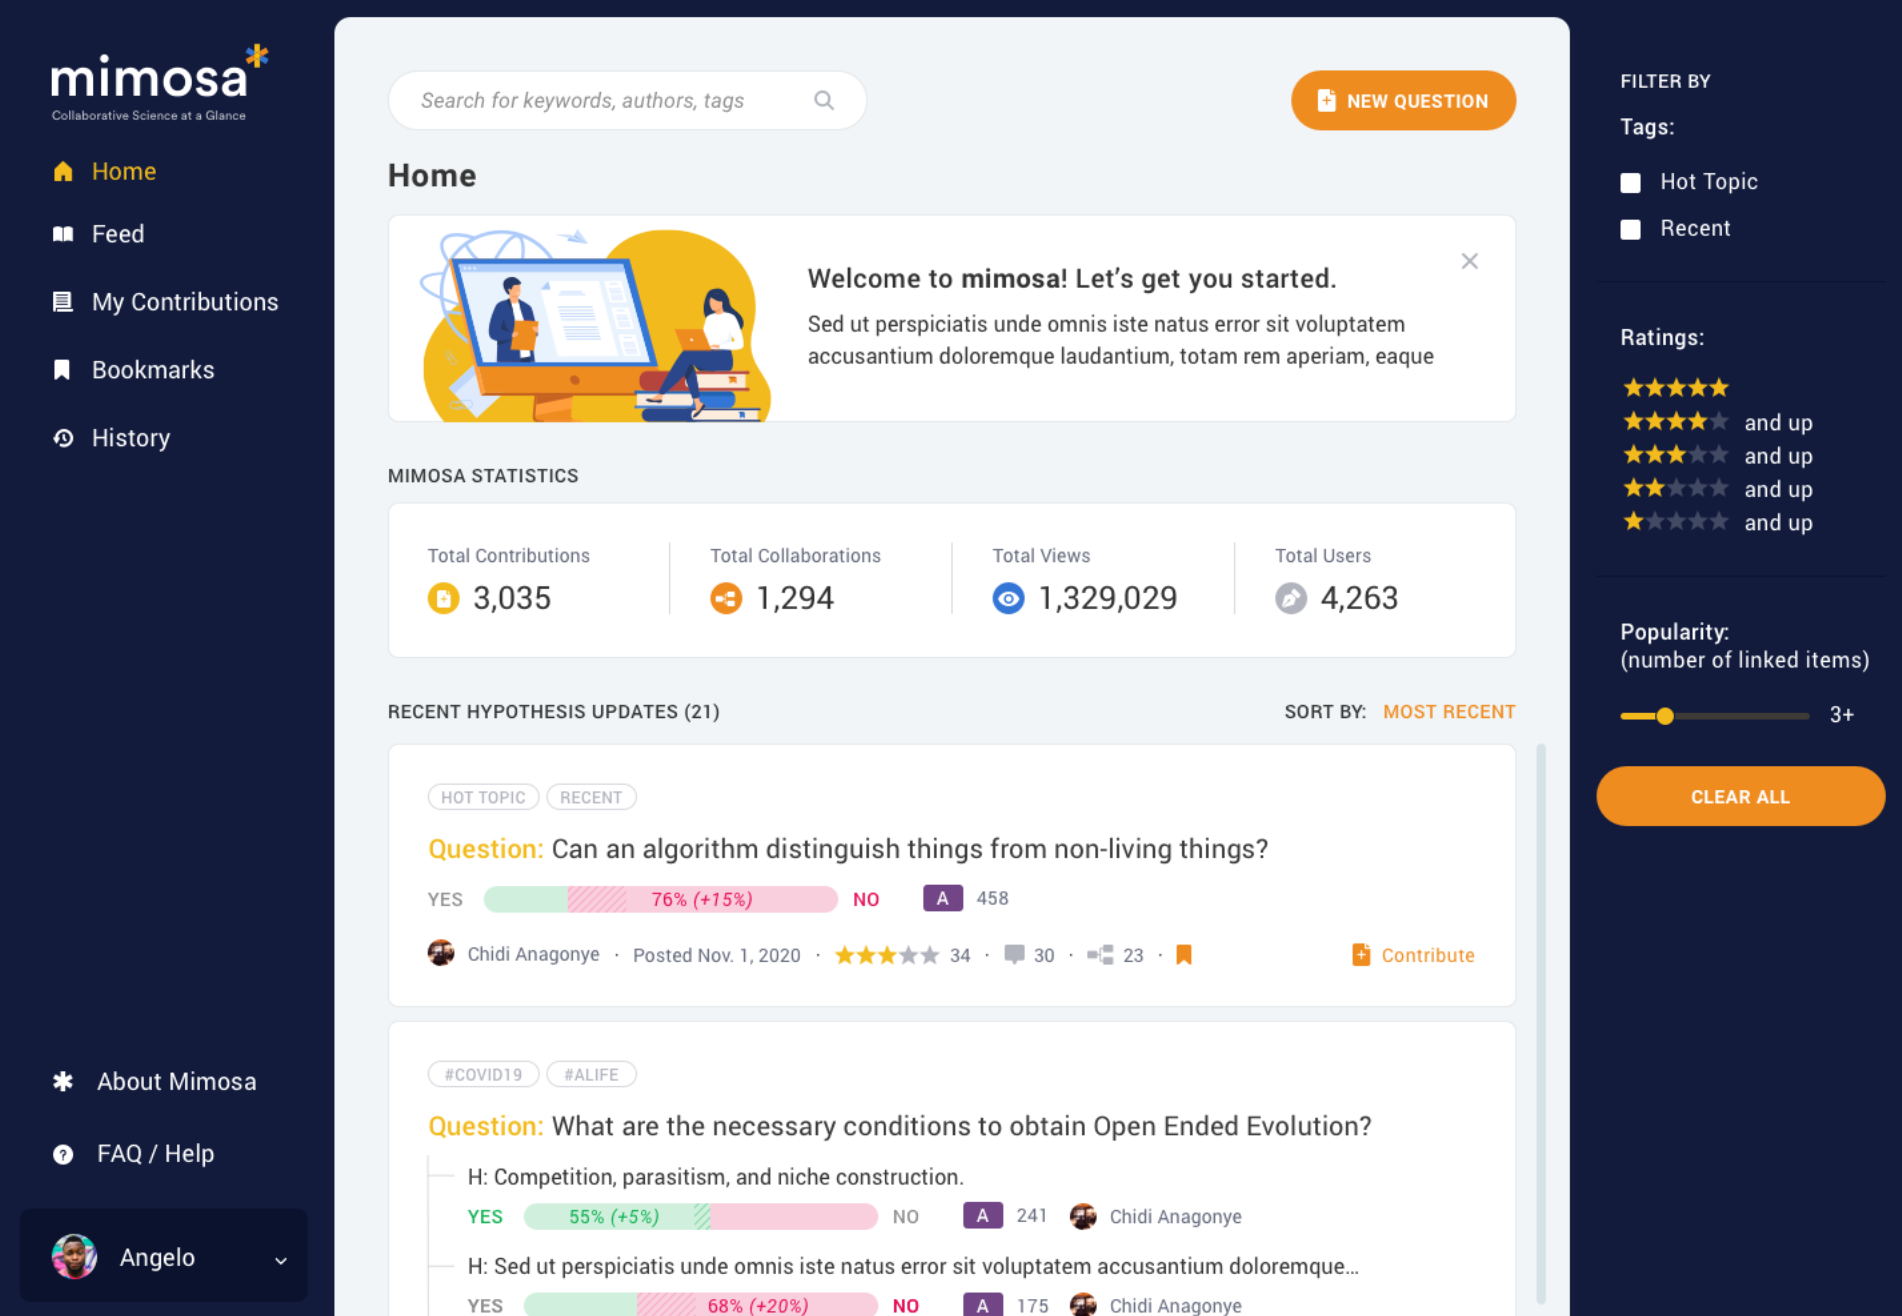 mimosa
Collaborative Science at a Glance
Home
Feed
My Contributions
Bookmarks
History
About Mimosa
FAQ / Help
Angelo
Search for keywords, authors, tags
NEW QUESTION
Home
Welcome to mimosa! Let’s get you started.
Sed ut perspiciatis unde omnis iste natus error sit voluptatem
accusantium doloremque laudantium, totam rem aperiam, eaque
MIMOSA STATISTICS
Total Contributions
3,035
Total Collaborations
1,294
Total Views
1,329,029
Total Users
4,263
RECENT HYPOTHESIS UPDATES (21)
SORT BY: MOST RECENT
HOT TOPIC RECENT
Question: Can an algorithm distinguish things from non-living things?
YES 76% (+15%) NO A 458
Chidi Anagonye · Posted Nov. 1, 2020 · 34 · 30 · 23 ·
Contribute
#COVID19 #ALIFE
Question: What are the necessary conditions to obtain Open Ended Evolution?
H: Competition, parasitism, and niche construction.
YES 55% (+5%) NO A 241 Chidi Anagonye
H: Sed ut perspiciatis unde omnis iste natus error sit voluptatem accusantium doloremque...
YES 68% (+20%) NO A 175 Chidi Anagonye
FILTER BY
Tags:
Hot Topic
Recent
Ratings:
and up
and up
and up
and up
Popularity:
(number of linked items)
3+
CLEAR ALL